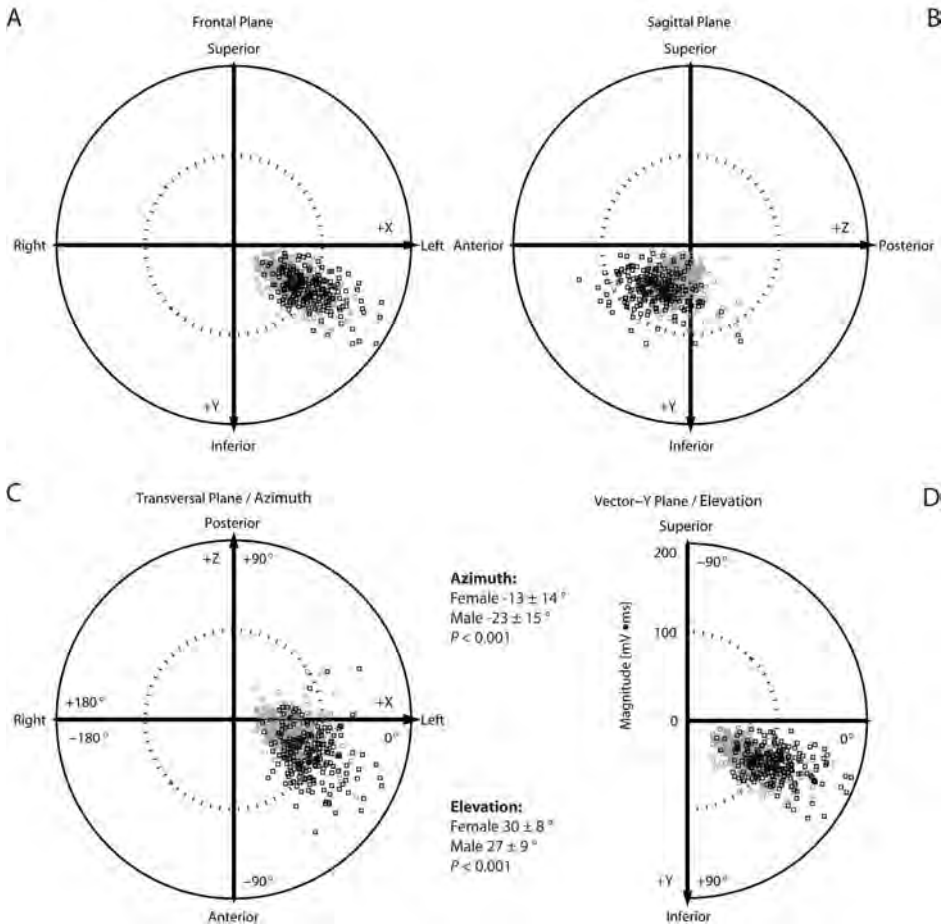 A
Frontal Plane
Superior
Right
+X
Left
+Y
Inferior
B
Sagittal Plane
Superior
Anterior
+Z
Posterior
+Y
Inferior
C
Transversal Plane / Azimuth
Posterior
+Z
+90°
+180°
Right
−180°
+X
Left
0°
−90°
Anterior
Azimuth:
Female -13 ± 14 °
Male -23 ± 15 °
P < 0.001
Elevation:
Female 30 ± 8 °
Male 27 ± 9 °
P < 0.001
D
Vector−Y Plane / Elevation
Superior
200
−90°
Magnitude [mV •ms]
100
0
0°
+Y
+90°
Inferior